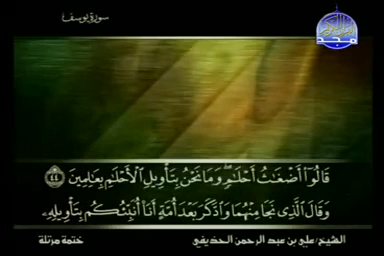 سورة يوسف
مجد
قَالُوٓا۟ أَضْغَٰثُ أَحْلَٰمٍ ۖ وَمَا نَحْنُ بِتَأْوِيلِ ٱلْأَحْلَٰمِ بِعَٰلِمِينَ ٤٤
وَقَالَ ٱلَّذِى نَجَا مِنْهُمَا وَٱدَّكَرَ بَعْدَ أُمَّةٍ أَنَا۠ أُنَبِّئُكُم بِتَأْوِيلِهِۦ
الشيخ/علي بن عبد الرحمن الحذيفي
ختمة مرتلة